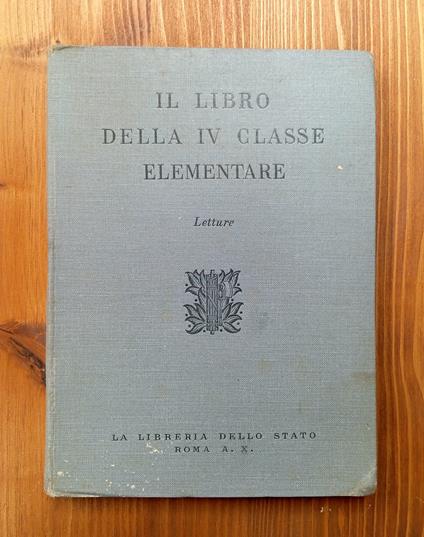 IL LIBRO
DELLA IV CLASSE
ELEMENTARE
Letture
LA LIBRERIA DELLO STATO
ROMA A. X.